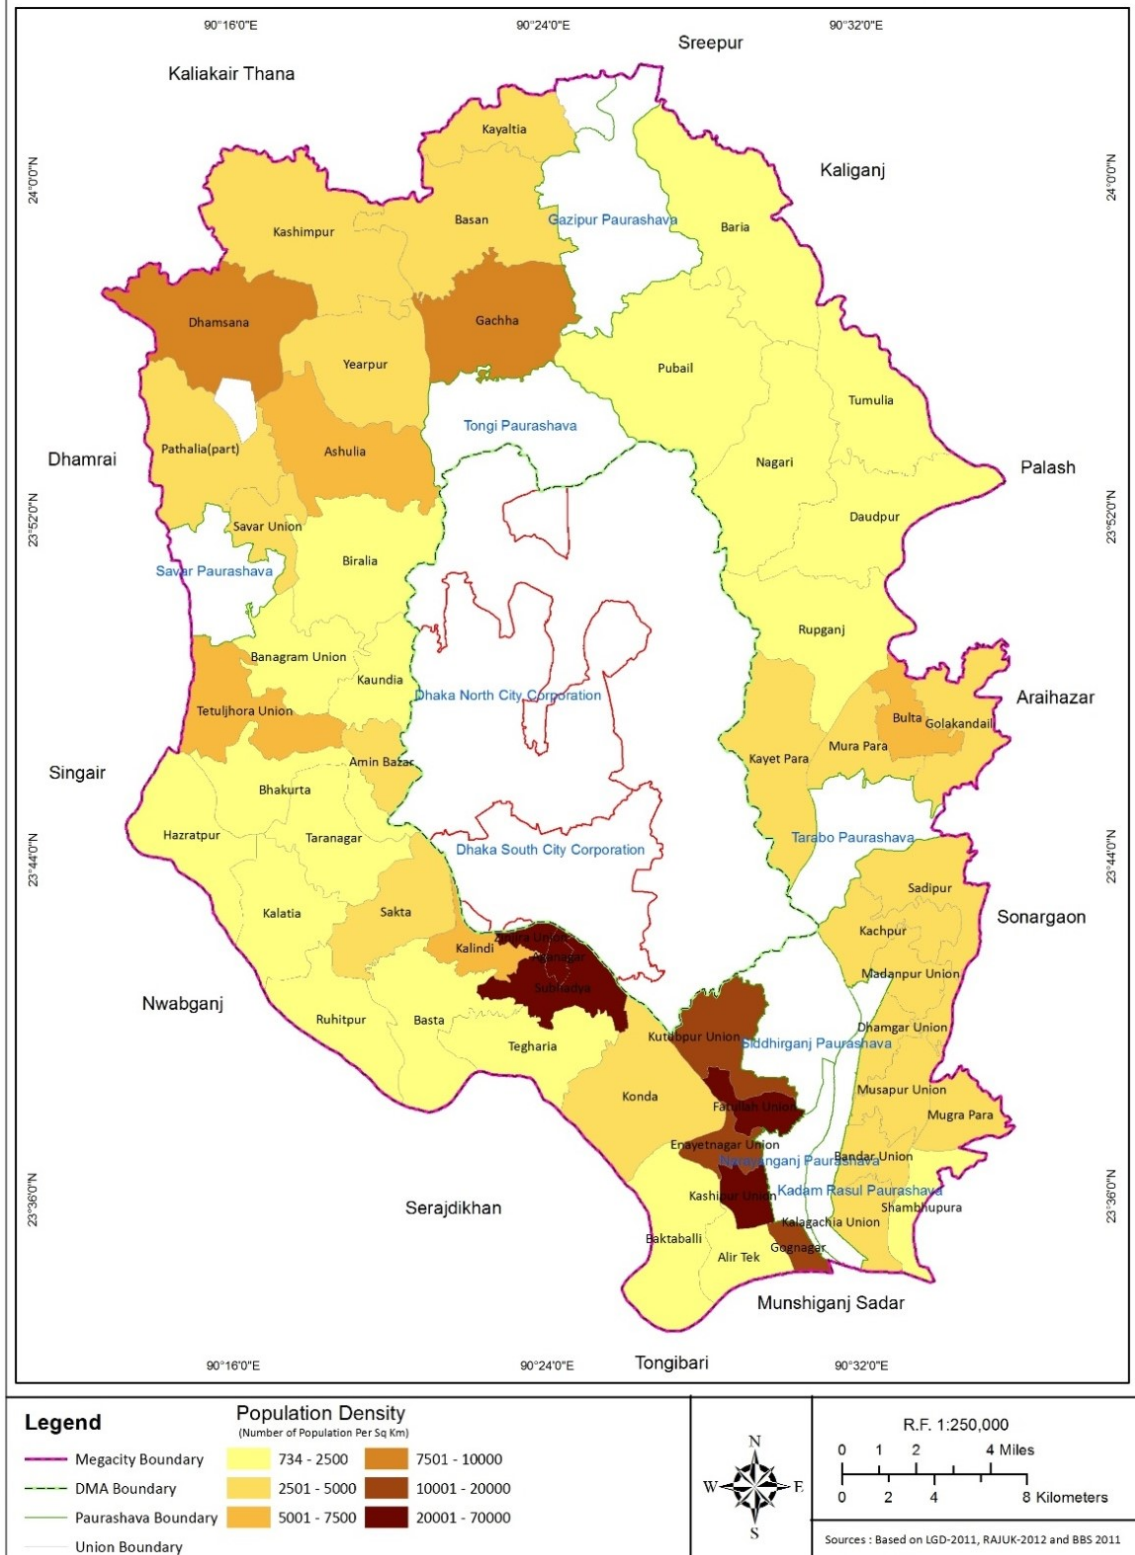 90°16'0"E
90°24'0"E
90°32'0"E
Sreepur
Kaliakair Thana
Kayaltia
24°0'0"N
Kaliganj
24°0'0"N
Basan
Gazipur Paurashava
Baria
Kashimpur
Dhamsana
Gachha
Yearpur
Pubail
Tumulia
Tongi Paurashava
Pathalia(part)
Ashulia
Dhamrai
Nagari
Palash
Daudpur
23°52'0"N
Savar Union
23°52'0"N
Biralia
Savar Paurashava
Rupganj
Banagram Union
Kaundia
Dhaka North City Corporation
Araihazar
Tetuljhora Union
Bulta
Golakandail
Mura Para
Kayet Para
Amin Bazar
Singair
Bhakurta
Hazratpur
Taranagar
Tarabo Paurashava
23°44'0"N
Dhaka South City Corporation
23°44'0"N
Sadipur
Kalatia
Sakta
Sonargaon
Kachpur
Kalindi
Zinjira Union
Aganagar
Madanpur Union
Subhadya
Nwabganj
Ruhitpur
Basta
Dhamgar Union
Kutubpur Union
Siddhirganj Paurashava
Tegharia
Konda
Musapur Union
Fatullah Union
Mugra Para
Enayetnagar Union
Narayanganj Paurashava
Bandar Union
23°36'0"N
Kashipur Union
Kadam Rasul Paurashava
23°36'0"N
Serajdikhan
Shambhupura
Kalagachia Union
Baktaballi
Alir Tek
Gognagar
Munshiganj Sadar
90°16'0"E
90°24'0"E
Tongibari
90°32'0"E
Legend
Megacity Boundary
DMA Boundary
Paurashava Boundary
Union Boundary
Population Density
(Number of Population Per Sq Km)
734 - 2500
2501 - 5000
5001 - 7500
7501 - 10000
10001 - 20000
20001 - 70000
N
W
E
S
R.F. 1:250,000
0 1 2 4 Miles
0 2 4 8 Kilometers
Sources : Based on LGD-2011, RAJUK-2012 and BBS 2011